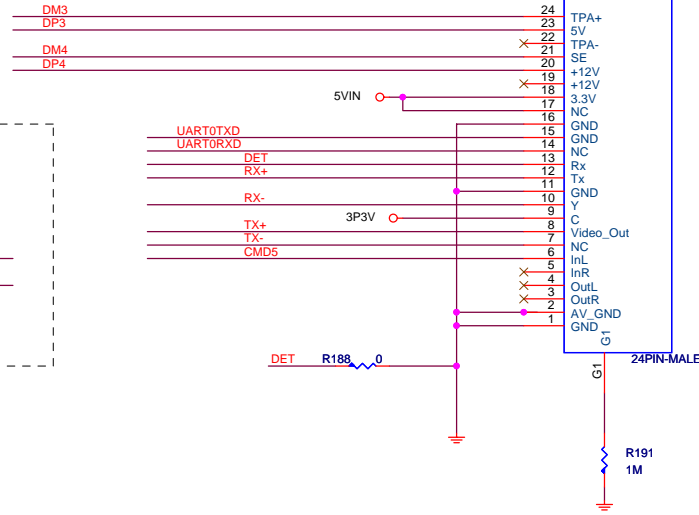 DM3 24 TPA+
DP3 23 5V
22 TPA-
DM4 21 SE
DP4 20 +12V
19 +12V
5VIN 18 3.3V
17 NC
16 GND
UART0TXD 15 GND
UART0RXD 14 NC
DET 13 Rx
RX+ 12 Tx
11 GND
RX- 10 Y
3P3V 9 C
TX+ 8 Video_Out
TX- 7 NC
CMD5 6 InL
5 InR
4 OutL
3 OutR
2 AV_GND
1 GND
G1
DET R188 0 24PIN-MALE
G1
R191
1M